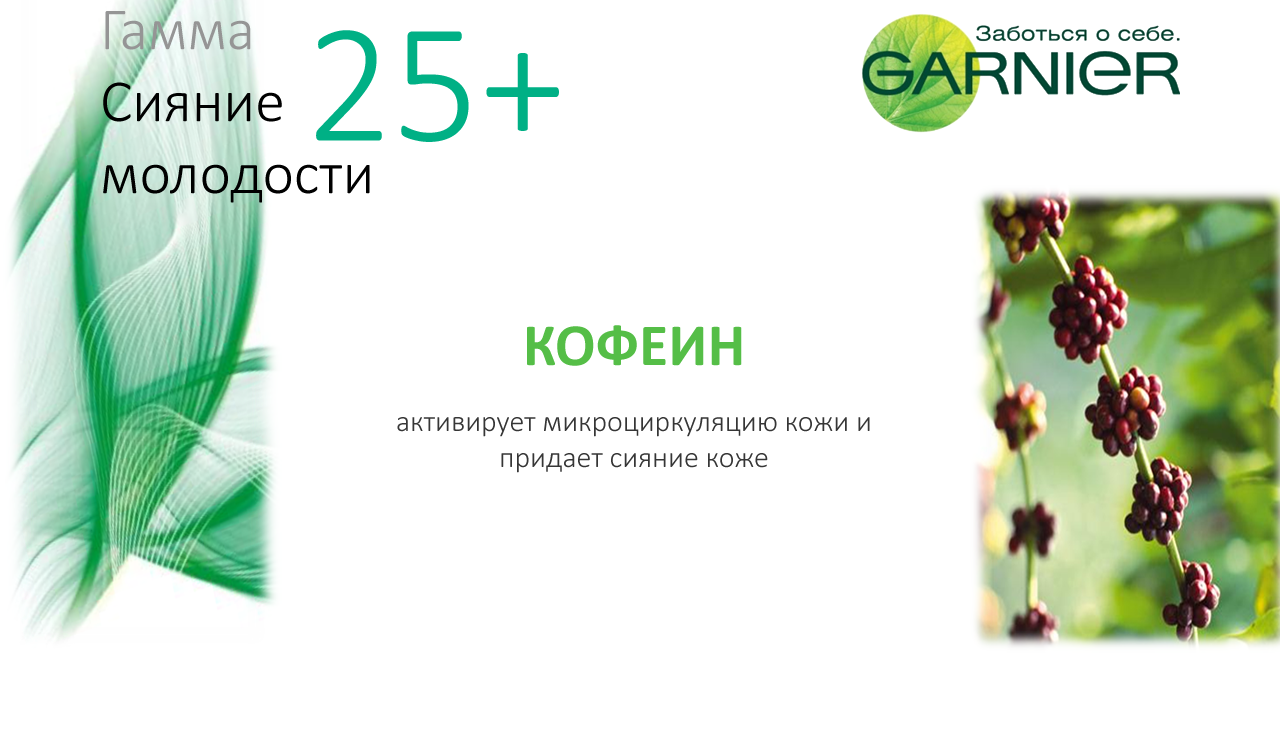 Гамма
Сияние 25+
молодости
Заботься о себе.
GARNIER
КОФЕИН
активирует микроциркуляцию кожи и
придает сияние коже